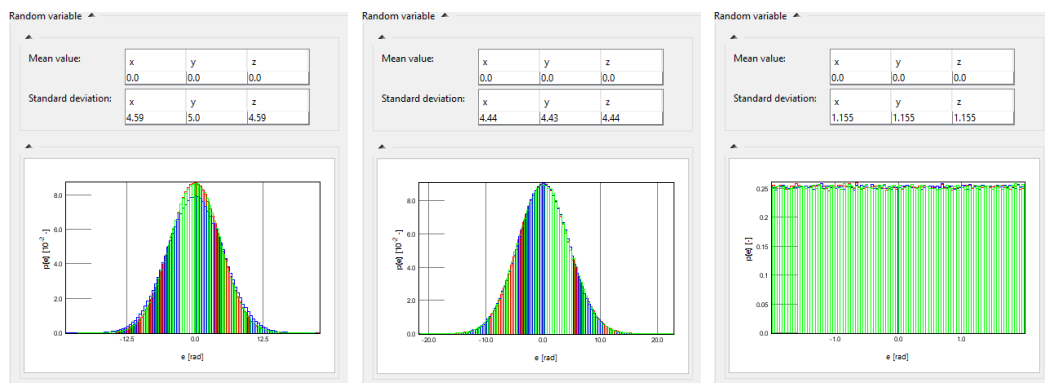 Random variable
Mean value:
x y z
0.0 0.0 0.0
Standard deviation:
x y z
4.59 5.0 4.59
8.0
6.0
4.0
2.0
0.0
p[e] [10⁻² -]
-12.5 0.0 12.5
e [rad]
Random variable
Mean value:
x y z
0.0 0.0 0.0
Standard deviation:
x y z
4.44 4.43 4.44
8.0
6.0
4.0
2.0
0.0
p[e] [10⁻² -]
-20.0 -10.0 0.0 10.0 20.0
e [rad]
Random variable
Mean value:
x y z
0.0 0.0 0.0
Standard deviation:
x y z
1.155 1.155 1.155
0.25
0.2
0.15
0.1
0.05
0.0
p[e] [-]
-1.0 0.0 1.0
e [rad]